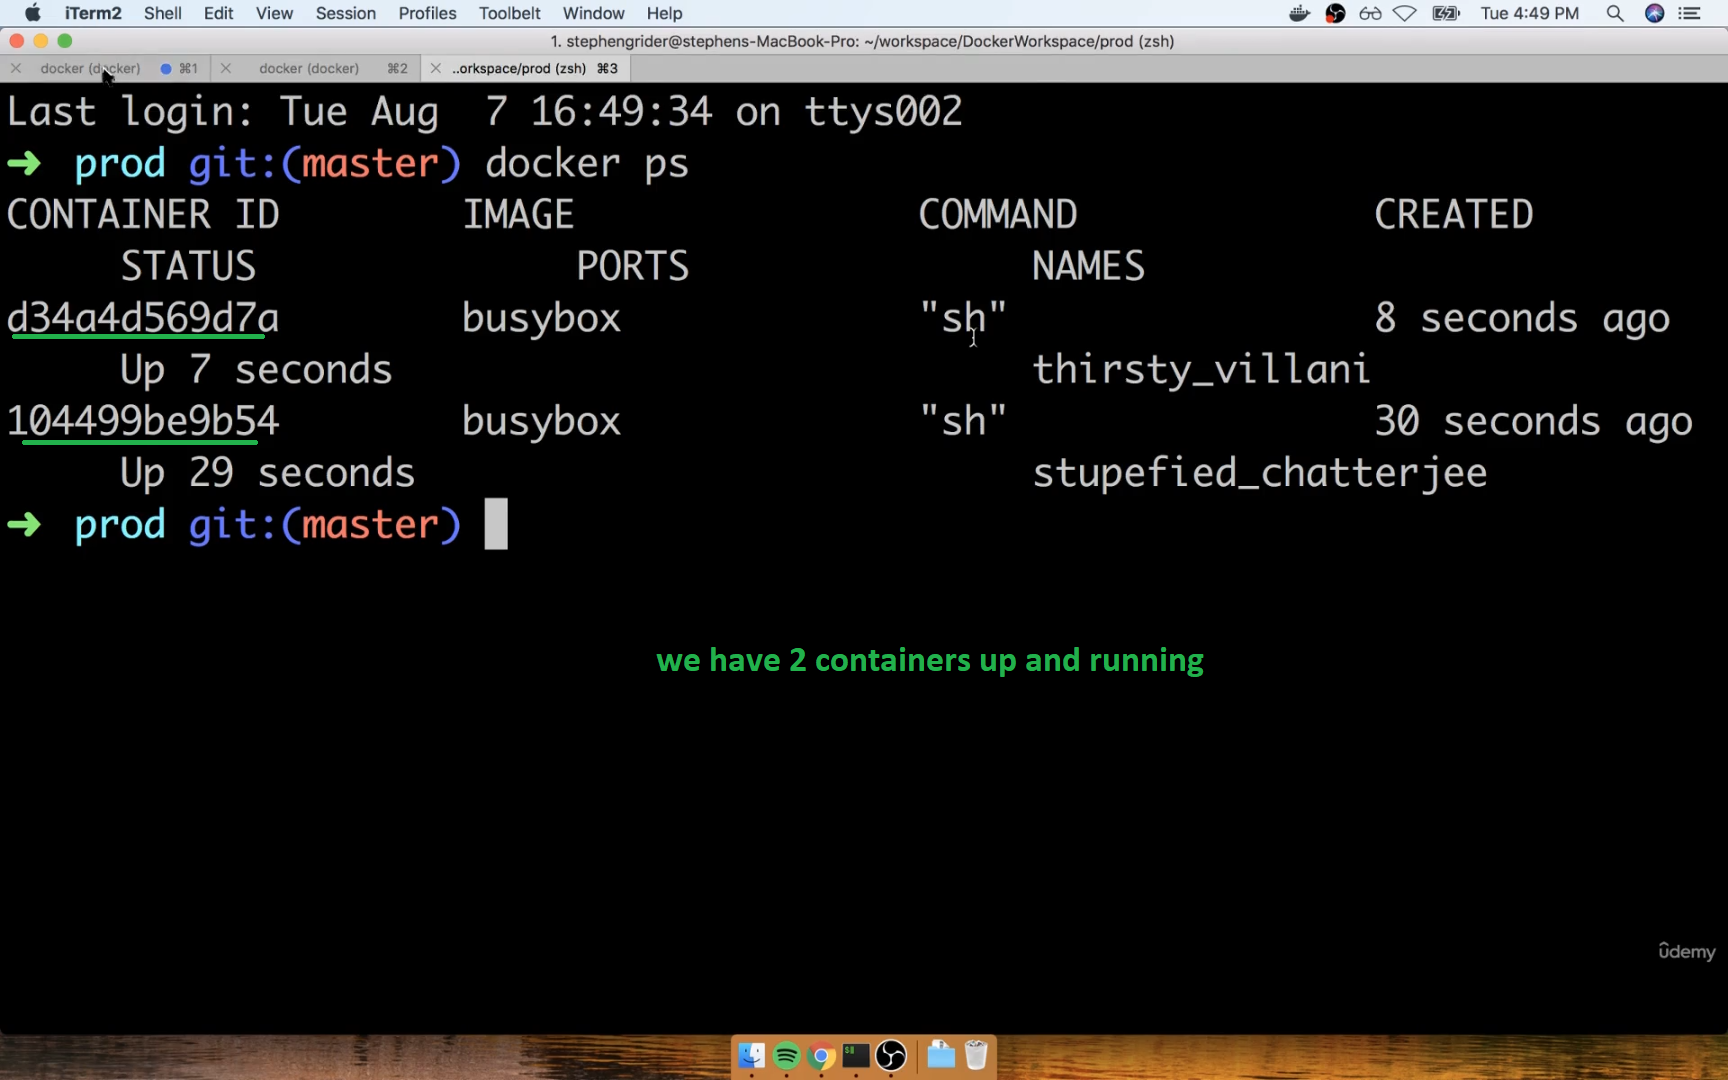 iTerm2 Shell Edit View Session Profiles Toolbelt Window Help Tue 4:49 PM
1. stephengrider@stephens-MacBook-Pro: ~/workspace/DockerWorkspace/prod (zsh)
docker (docker) ⌘1 docker (docker) ⌘2 ..orkspace/prod (zsh) ⌘3
Last login: Tue Aug  7 16:49:34 on ttys002
➜  prod git:(master) docker ps
CONTAINER ID        IMAGE               COMMAND             CREATED
     STATUS              PORTS               NAMES
d34a4d569d7a        busybox             "sh"                8 seconds ago
     Up 7 seconds                            thirsty_villani
104499be9b54        busybox             "sh"                30 seconds ago
     Up 29 seconds                           stupefied_chatterjee
➜  prod git:(master)
we have 2 containers up and running
ûdemy